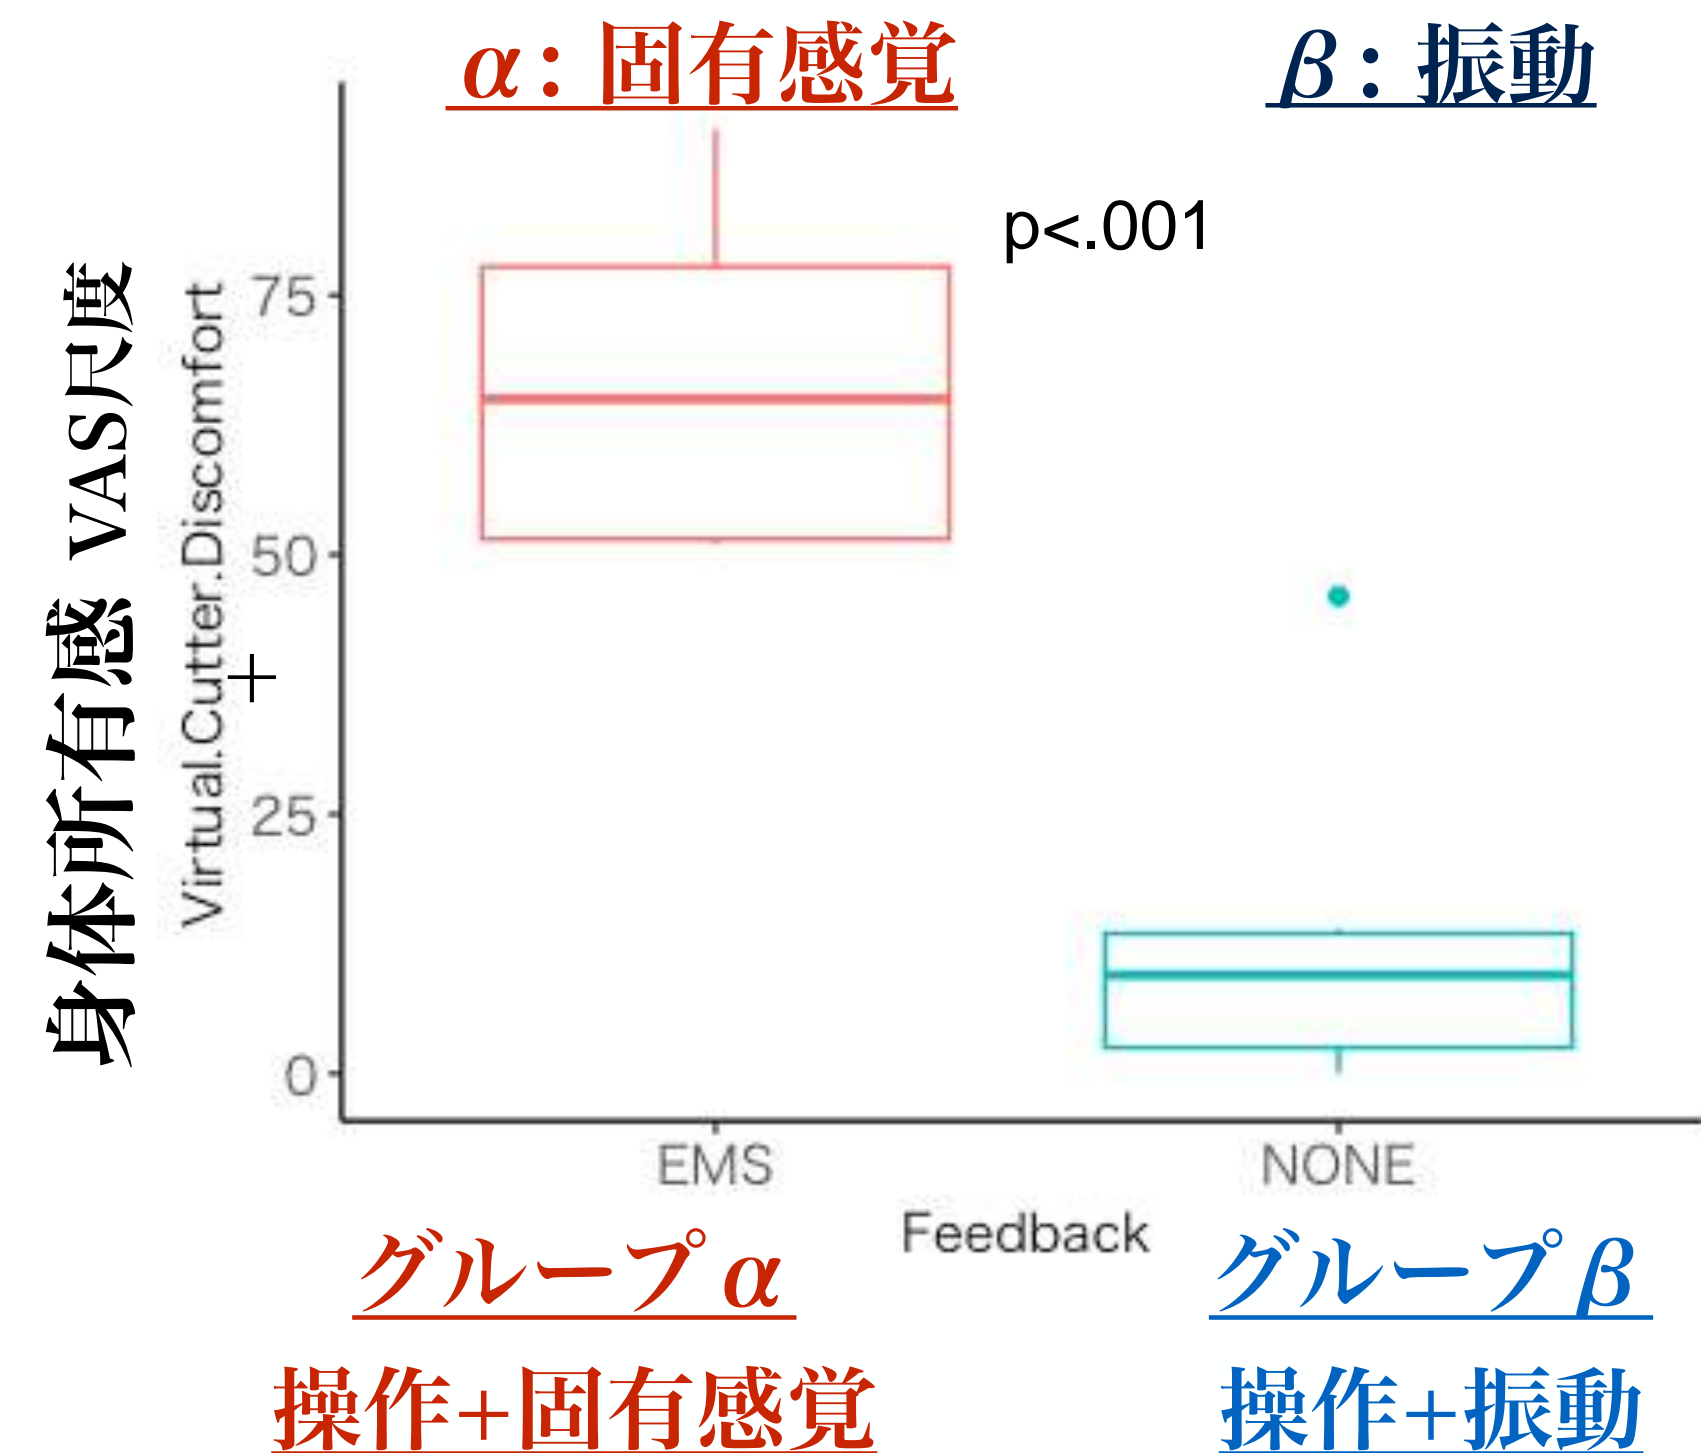 α : 固有感覚
β : 振動
p<.001
身体所有感 VAS尺度
Virtual.Cutter.Discomfort
+
75
50
25
0
EMS
NONE
Feedback
グループ α
グループ β
操作+固有感覚
操作+振動